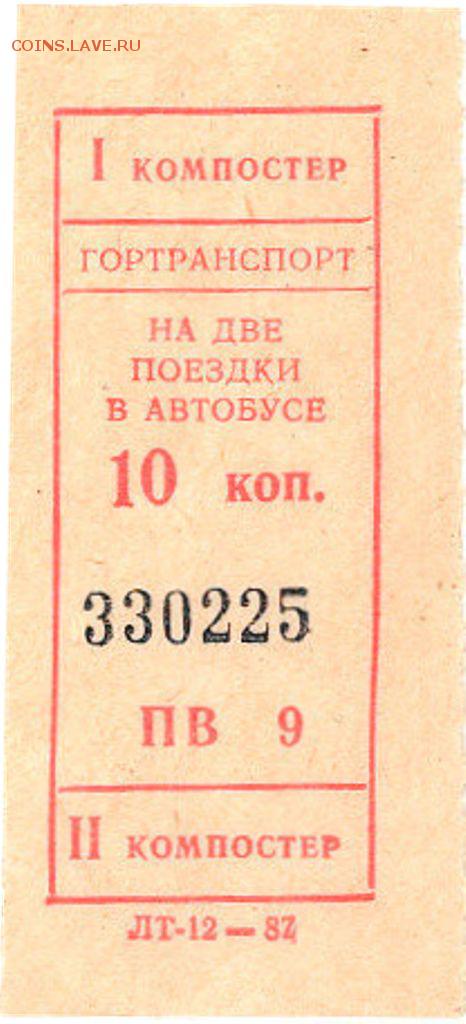 COINS.LAVE.RU
I КОМПОСТЕР
ГОРТРАНСПОРТ
НА ДВЕ
ПОЕЗДКИ
В АВТОБУСЕ
10 коп.
330225
ПВ 9
II КОМПОСТЕР
ЛТ-12 — 87